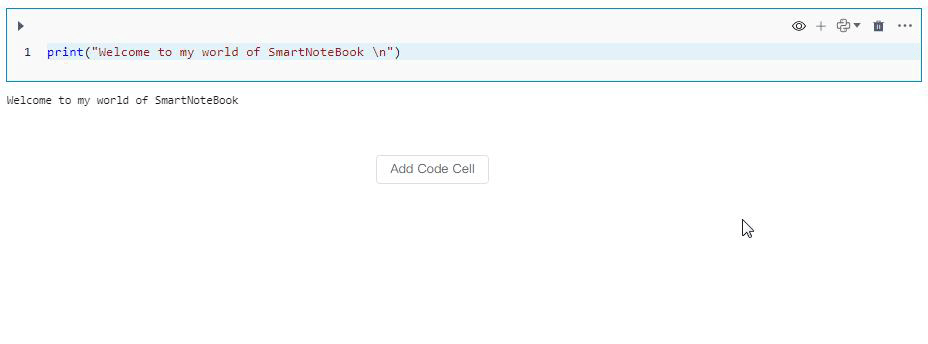 1 print("Welcome to my world of SmartNoteBook \n")
Welcome to my world of SmartNoteBook
Add Code Cell